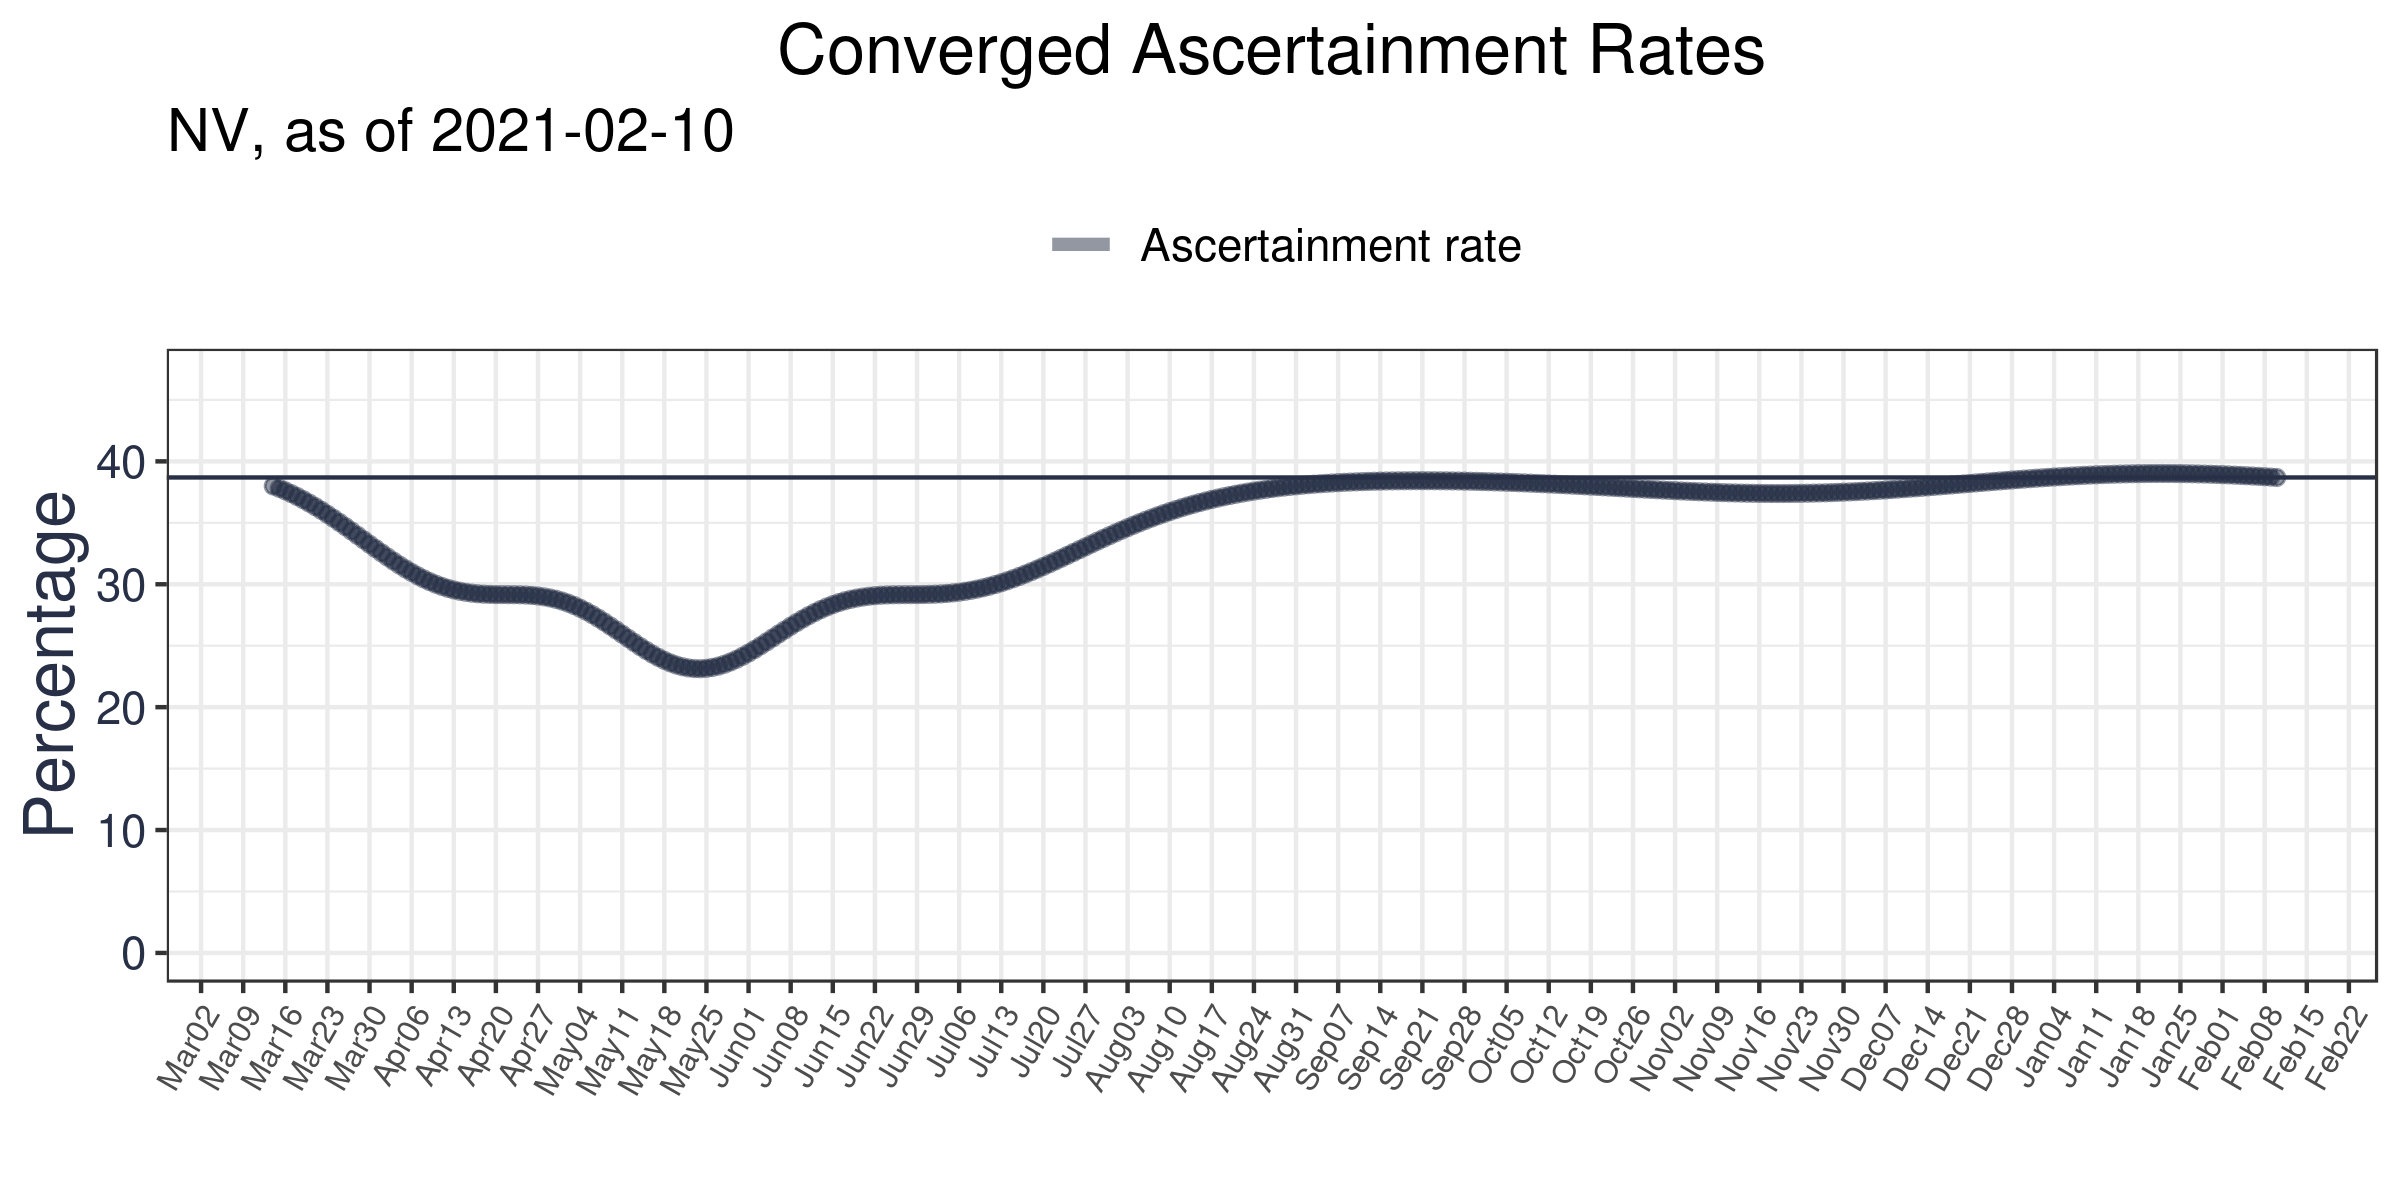 Converged Ascertainment Rates
NV, as of 2021-02-10
Ascertainment rate
Percentage
40
30
20
10
0
Mar02 Mar09 Mar16 Mar23 Mar30 Apr06 Apr13 Apr20 Apr27 May04 May11 May18 May25 Jun01 Jun08 Jun15 Jun22 Jun29 Jul06 Jul13 Jul20 Jul27 Aug03 Aug10 Aug17 Aug24 Aug31 Sep07 Sep14 Sep21 Sep28 Oct05 Oct12 Oct19 Oct26 Nov02 Nov09 Nov16 Nov23 Nov30 Dec07 Dec14 Dec21 Dec28 Jan04 Jan11 Jan18 Jan25 Feb01 Feb08 Feb15 Feb22